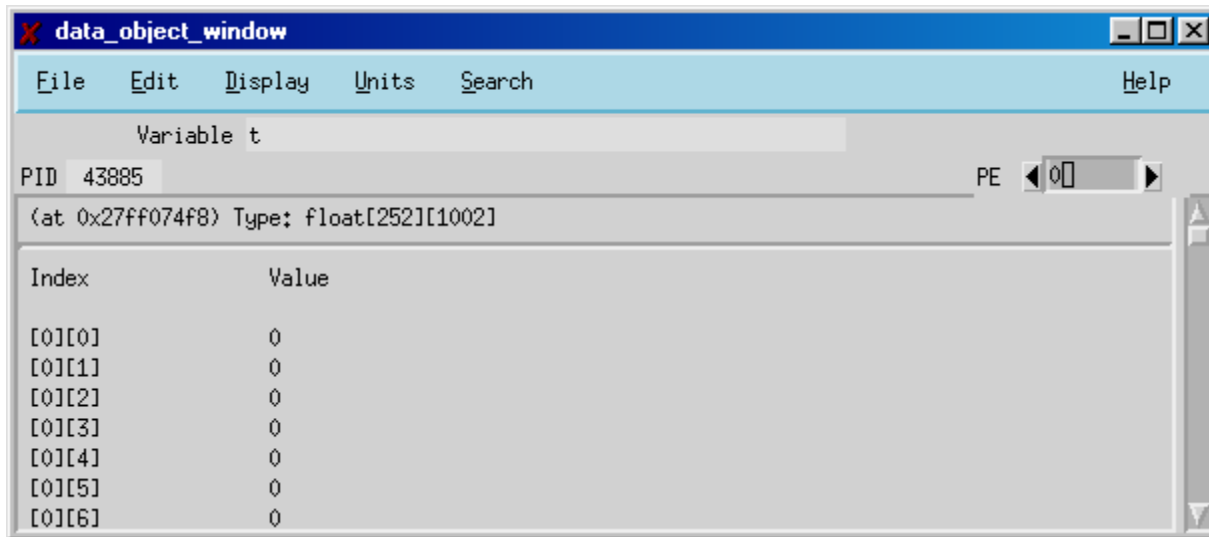 data_object_window
File Edit Display Units Search Help
Variable t
PID 43885 PE 0
(at 0x27ff074f8) Type: float[252][1002]
Index Value
[0][0] 0
[0][1] 0
[0][2] 0
[0][3] 0
[0][4] 0
[0][5] 0
[0][6] 0